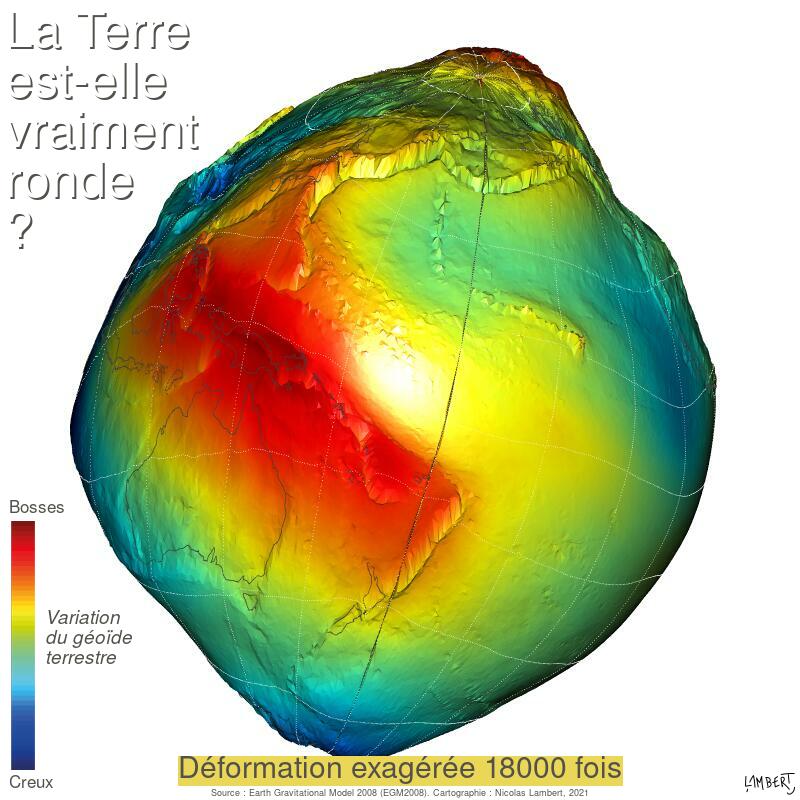 La Terre
est-elle
vraiment
ronde
?
Bosses
Variation
du géoïde
terrestre
Creux
Déformation exagérée 18000 fois
Source : Earth Gravitational Model 2008 (EGM2008). Cartographie : Nicolas Lambert, 2021
LAMBERT